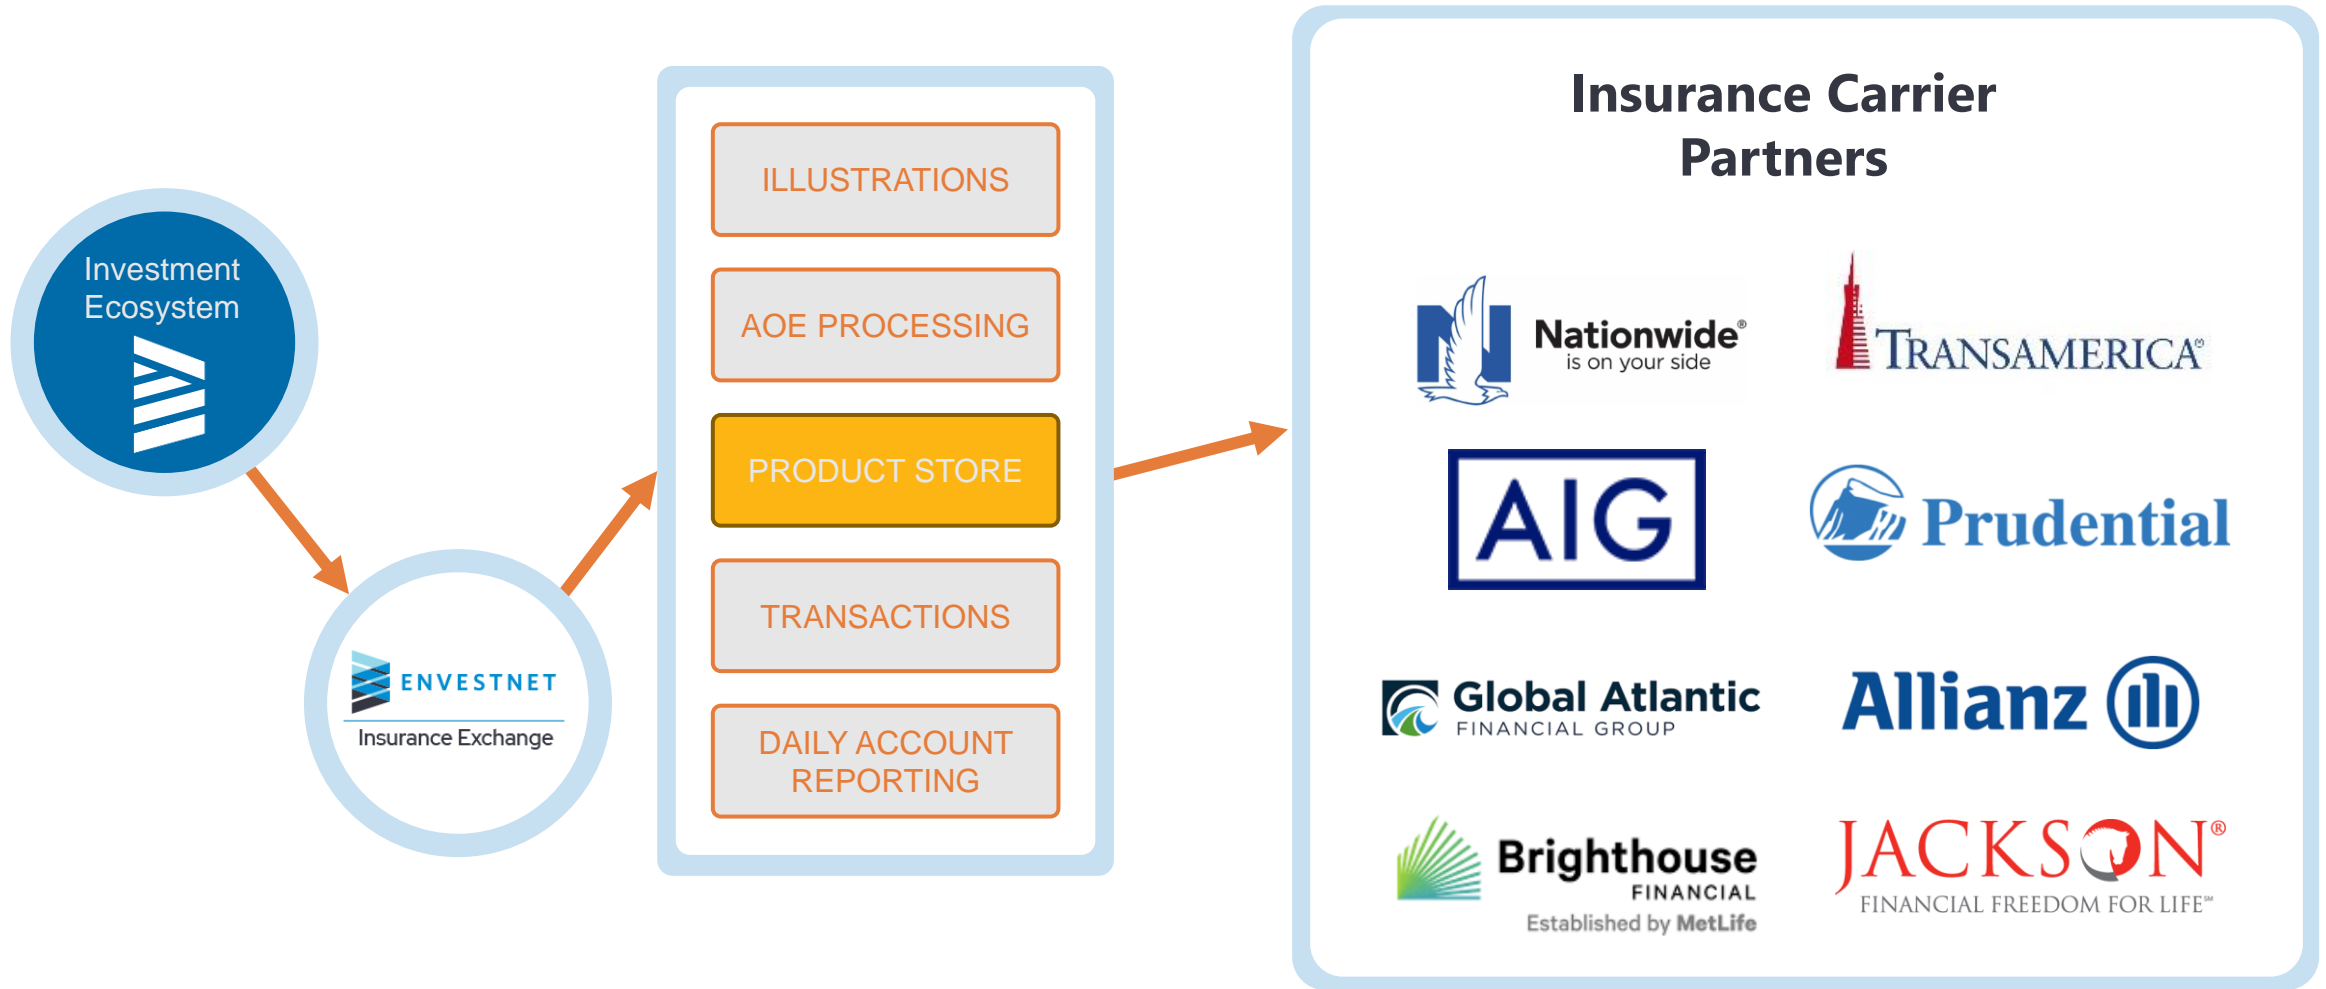 Investment
Ecosystem
ENVESTNET
Insurance Exchange
ILLUSTRATIONS
AOE PROCESSING
PRODUCT STORE
TRANSACTIONS
DAILY ACCOUNT
REPORTING
Insurance Carrier
Partners
Nationwide®
is on your side
TRANSAMERICA®
AIG
Prudential
Global Atlantic
FINANCIAL GROUP
Allianz
Brighthouse
FINANCIAL
Established by MetLife
JACKSON®
FINANCIAL FREEDOM FOR LIFE℠